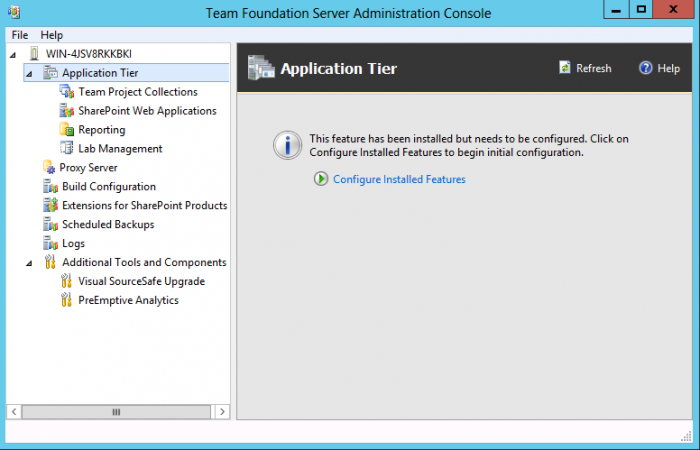 Team Foundation Server Administration Console
File Help
WIN-4JSV8RKKBKI
Application Tier
Team Project Collections
SharePoint Web Applications
Reporting
Lab Management
Proxy Server
Build Configuration
Extensions for SharePoint Products
Scheduled Backups
Logs
Additional Tools and Components
Visual SourceSafe Upgrade
PreEmptive Analytics
Application Tier
Refresh
Help
This feature has been installed but needs to be configured. Click on
Configure Installed Features to begin initial configuration.
Configure Installed Features